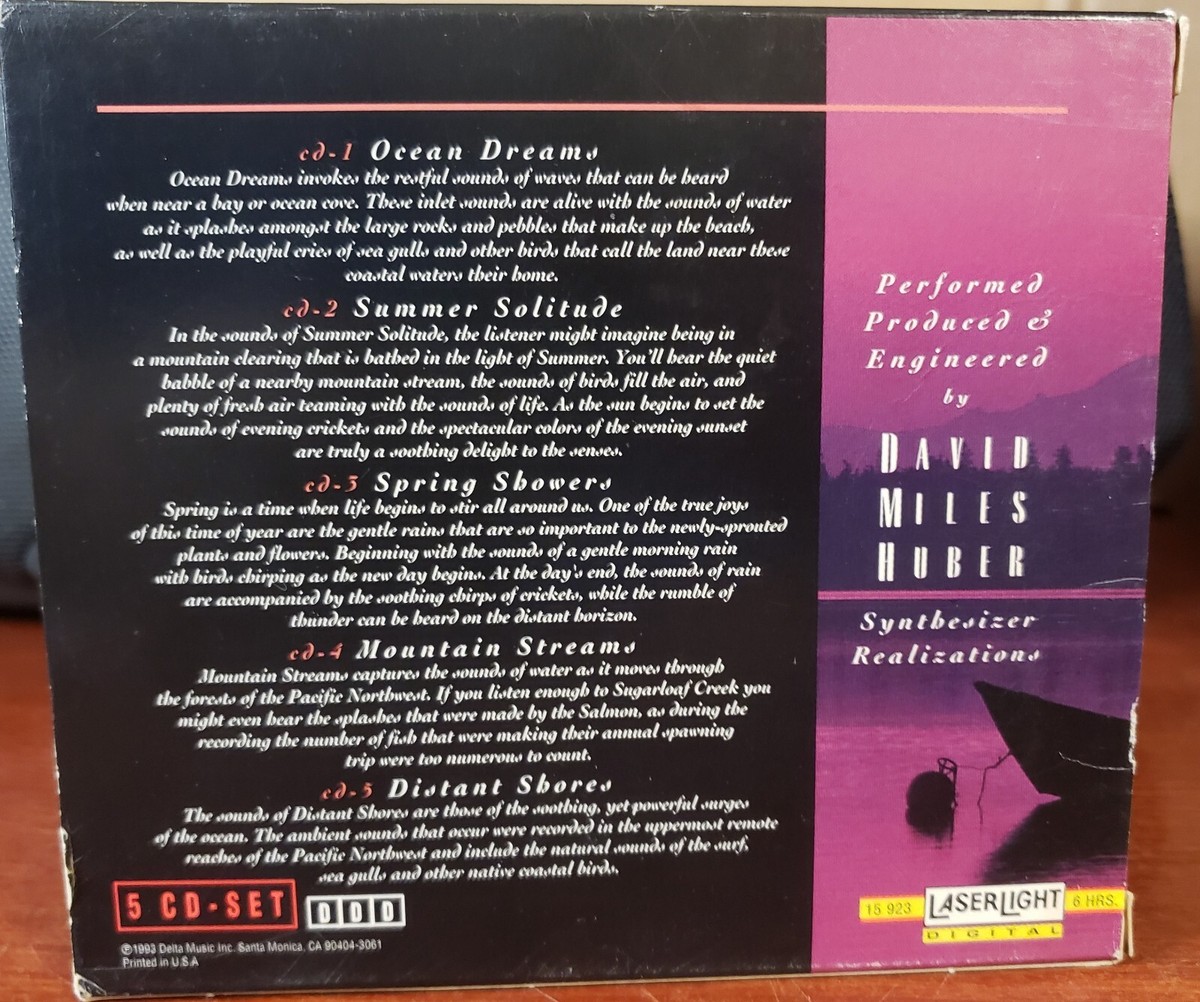 cd-1 Ocean Dreams
Ocean Dreams invokes the restful sounds of waves that can be heard
when near a bay or ocean cove. These inlet sounds are alive with the sounds of water
as it splashes amongst the large rocks and pebbles that make up the beach,
as well as the playful cries of sea gulls and other birds that call the land near these
coastal waters their home.
cd-2 Summer Solitude
In the sounds of Summer Solitude, the listener might imagine being in
a mountain clearing that is bathed in the light of Summer. You'll hear the quiet
babble of a nearby mountain stream, the sounds of birds fill the air, and
plenty of fresh air teaming with the sounds of life. As the sun begins to set the
sounds of evening crickets and the spectacular colors of the evening sunset
are truly a soothing delight to the senses.
cd-3 Spring Showers
Spring is a time when life begins to stir all around us. One of the true joys
of this time of year are the gentle rains that are so important to the newly-sprouted
plants and flowers. Beginning with the sounds of a gentle morning rain
with birds chirping as the new day begins. At the day's end, the sounds of rain
are accompanied by the soothing chirps of crickets, while the rumble of
thunder can be heard on the distant horizon.
cd-4 Mountain Streams
Mountain Streams captures the sounds of water as it moves through
the forests of the Pacific Northwest. If you listen enough to Sugarloaf Creek you
might even hear the splashes that were made by the Salmon, as during the
recording the number of fish that were making their annual spawning
trip were too numerous to count.
cd-5 Distant Shores
The sounds of Distant Shores are those of the soothing, yet powerful surges
of the ocean. The ambient sounds that occur were recorded in the uppermost remote
reaches of the Pacific Northwest and include the natural sounds of the surf,
sea gulls and other native coastal birds.
5 CD-SET DDD
℗1993 Delta Music Inc. Santa Monica, CA 90404-3061
Printed in U.S.A
Performed
Produced &
Engineered
by
DAVID
MILES
HUBER
Synthesizer
Realizations
15 923 LASERLIGHT 6 HRS.
DIGITAL